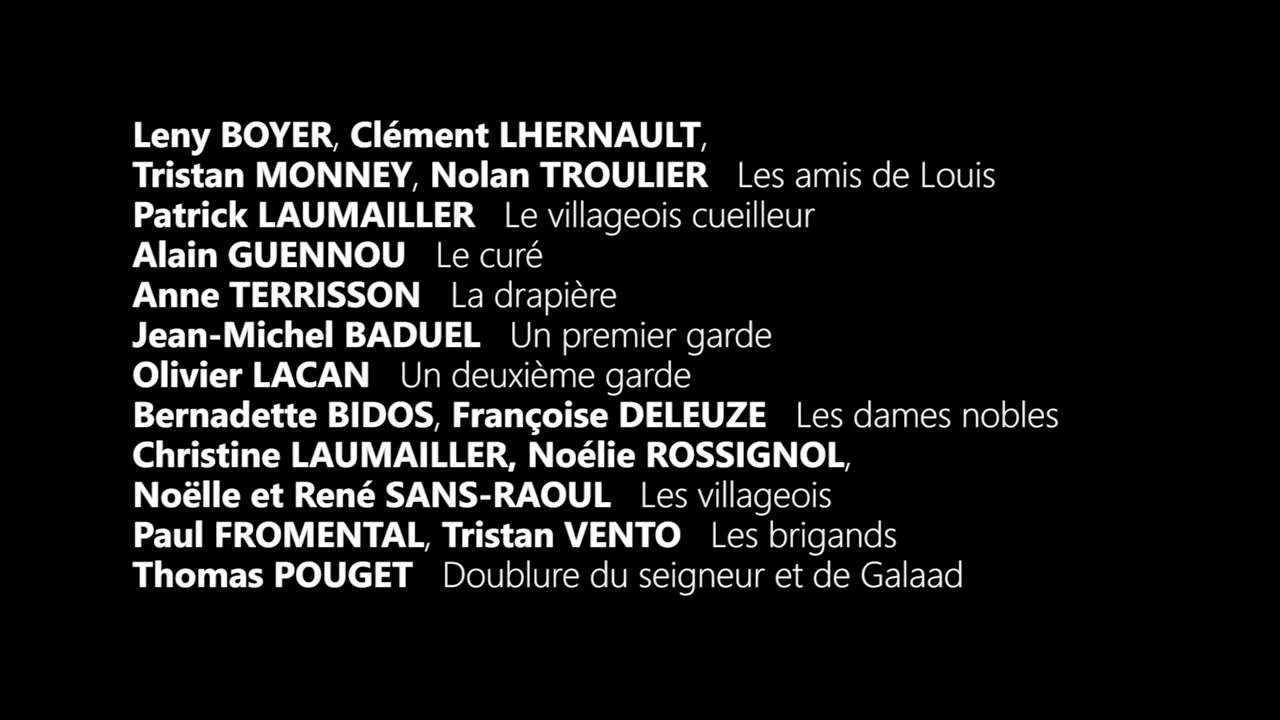 Leny BOYER, Clément LHERNAULT,
Tristan MONNEY, Nolan TROULIER Les amis de Louis
Patrick LAUMAILLER Le villageois cueilleur
Alain GUENNOU Le curé
Anne TERRISSON La drapière
Jean-Michel BADUEL Un premier garde
Olivier LACAN Un deuxième garde
Bernadette BIDOS, Françoise DELEUZE Les dames nobles
Christine LAUMAILLER, Noélie ROSSIGNOL,
Noëlle et René SANS-RAOUL Les villageois
Paul FROMENTAL, Tristan VENTO Les brigands
Thomas POUGET Doublure du seigneur et de Galaad